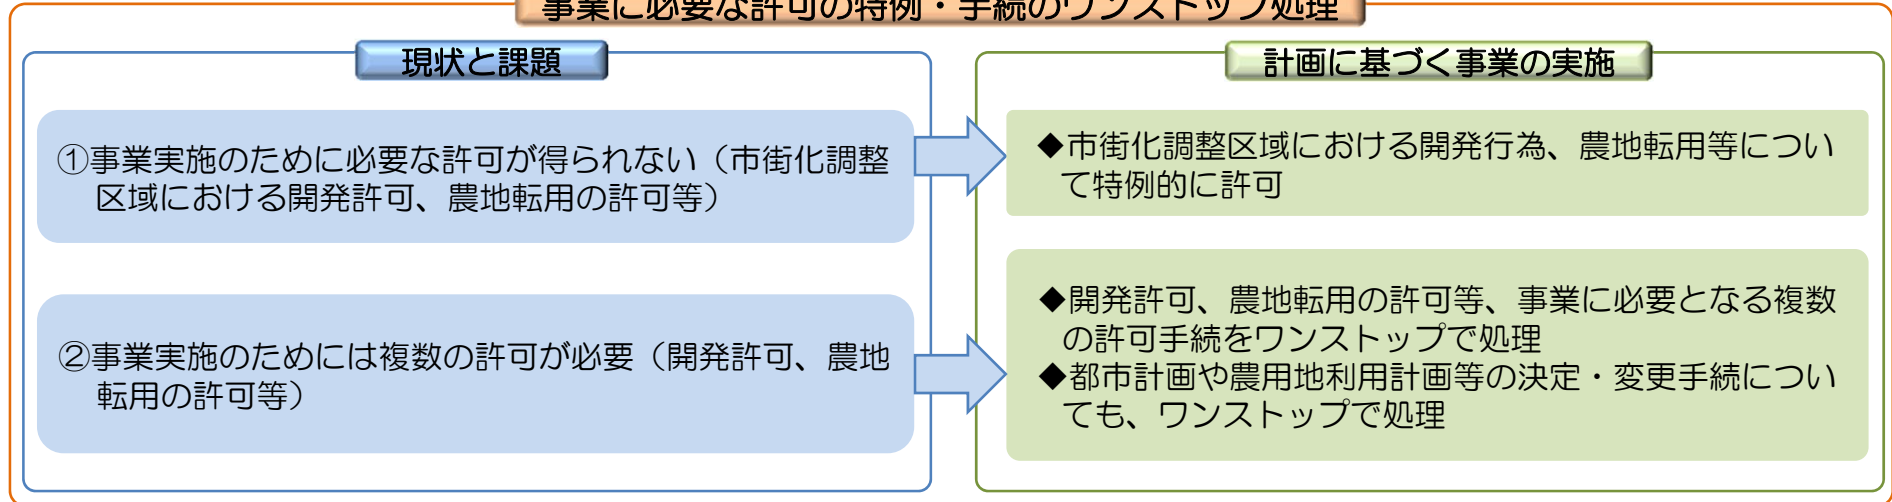 事業に必要な許可の特例・手続のワンストップ処理
現状と課題
①事業実施のために必要な許可が得られない（市街化調整
区域における開発許可、農地転用の許可等）
②事業実施のためには複数の許可が必要（開発許可、農地
転用の許可等）
計画に基づく事業の実施
◆市街化調整区域における開発行為、農地転用等につい
て特例的に許可
◆開発許可、農地転用の許可等、事業に必要となる複数
の許可手続をワンストップで処理
◆都市計画や農用地利用計画等の決定・変更手続につい
ても、ワンストップで処理